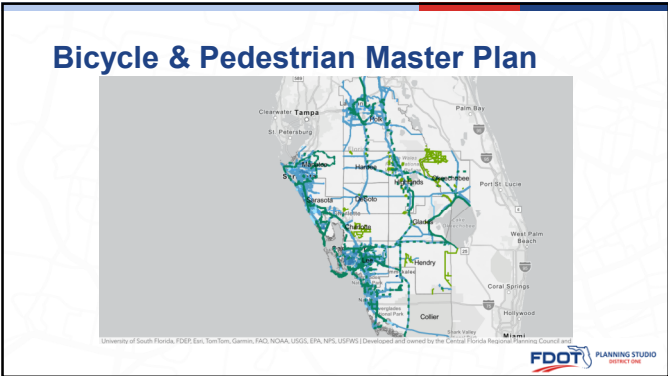 Bicycle & Pedestrian Master Plan
Clearwater Tampa
Palm Bay
St. Petersburg
Polk
Hardee
Highlands
Okeechobee
Port St. Lucie
Sarasota
DeSoto
Glades
Charlotte
West Palm
Beach
Lee
Hendry
Coral Springs
Hollywood
Collier
Miami
University of South Florida, FDEP, Esri, TomTom, Garmin, FAO, NOAA, USGS, EPA, NPS, USFWS | Developed and owned by the Central Florida Regional Planning Council and
FDOT PLANNING STUDIO
DISTRICT ONE